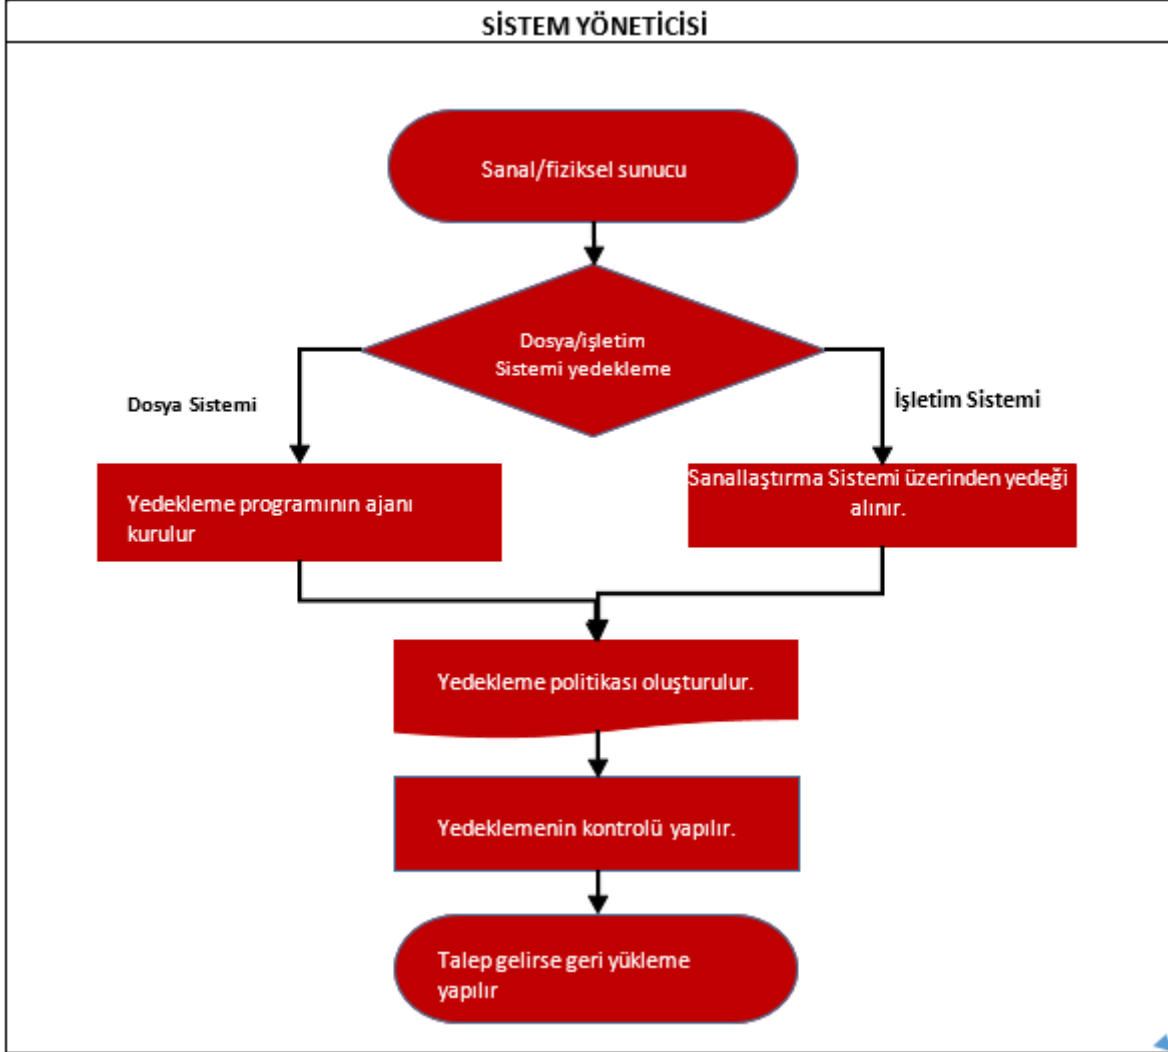 SİSTEM YÖNETİCİSİ
Sanal/fiziksel sunucu
Dosya/işletim
Sistemi yedekleme
Dosya Sistemi
İşletim Sistemi
Yedekleme programının ajanı
kurulur
Sanallaştırma Sistemi üzerinden yedeği
alınır.
Yedekleme politikası oluşturulur.
Yedeklemenin kontrolü yapılır.
Talep gelirse geri yükleme
yapılır